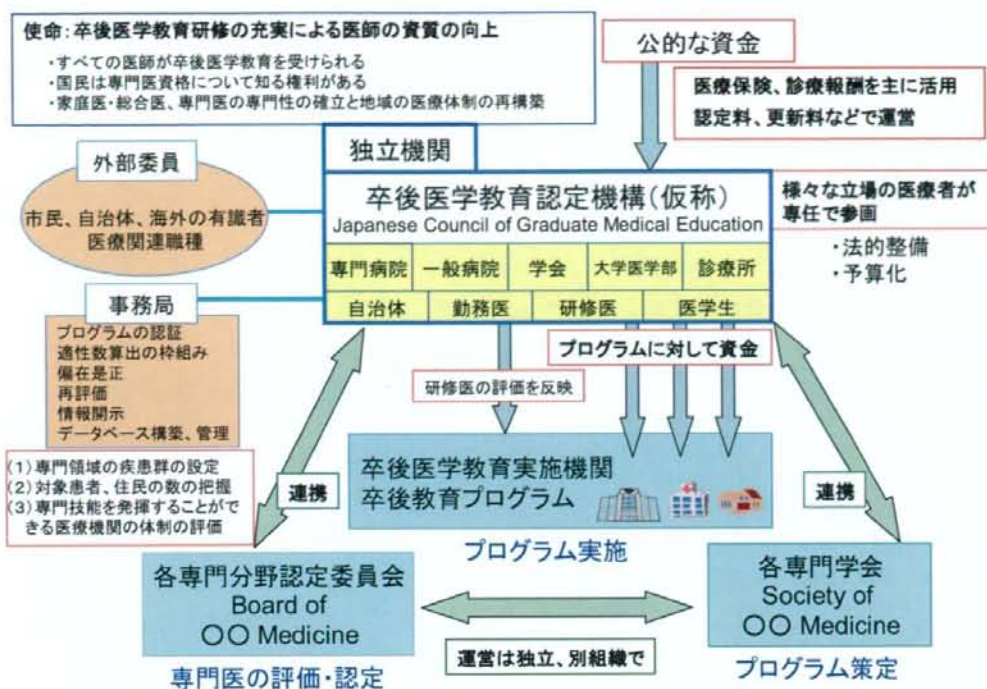 使命:卒後医学教育研修の充実による医師の資質の向上
・すべての医師が卒後医学教育を受けられる
・国民は専門医資格について知る権利がある
・家庭医・総合医、専門医の専門性の確立と地域の医療体制の再構築
公的な資金
医療保険、診療報酬を主に活用
認定料、更新料などで運営
独立機関
外部委員
市民、自治体、海外の有識者
医療関連職種
卒後医学教育認定機構(仮称)
Japanese Council of Graduate Medical Education
専門病院 一般病院 学会 大学医学部 診療所
自治体 勤務医 研修医 医学生
様々な立場の医療者が
専任で参画
・法的整備
・予算化
事務局
プログラムの認証
適性数算出の枠組み
偏在是正
再評価
情報開示
データベース構築、管理
プログラムに対して資金
研修医の評価を反映
(1)専門領域の疾患群の設定
(2)対象患者、住民の数の把握
(3)専門技能を発揮することがで
きる医療機関の体制の評価
連携
卒後医学教育実施機関
卒後教育プログラム
連携
プログラム実施
各専門分野認定委員会
Board of
〇〇 Medicine
専門医の評価・認定
運営は独立、別組織で
各専門学会
Society of
〇〇 Medicine
プログラム策定